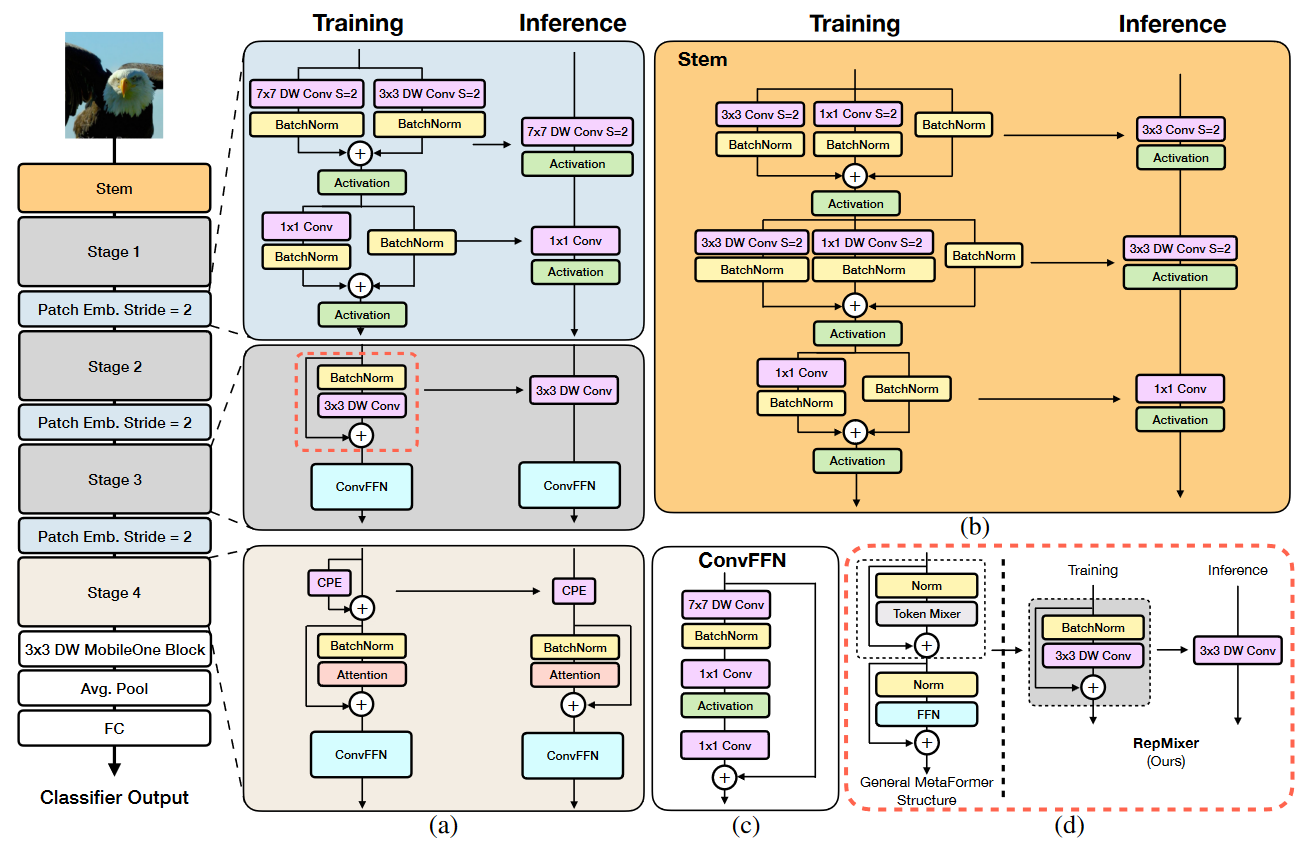 Training
Inference
Training
Inference
Stem
Stage 1
Patch Emb. Stride = 2
Stage 2
Patch Emb. Stride = 2
Stage 3
Patch Emb. Stride = 2
Stage 4
3x3 DW MobileOne Block
Avg. Pool
FC
Classifier Output
7x7 DW Conv S=2
3x3 DW Conv S=2
BatchNorm
BatchNorm
+
Activation
1x1 Conv
BatchNorm
BatchNorm
+
Activation
7x7 DW Conv S=2
Activation
1x1 Conv
Activation
BatchNorm
3x3 DW Conv
+
ConvFFN
3x3 DW Conv
ConvFFN
CPE
+
BatchNorm
Attention
+
ConvFFN
CPE
BatchNorm
Attention
+
ConvFFN
(a)
Stem
3x3 Conv S=2
1x1 Conv S=2
BatchNorm
BatchNorm
BatchNorm
+
Activation
3x3 DW Conv S=2
1x1 DW Conv S=2
BatchNorm
BatchNorm
BatchNorm
+
Activation
1x1 Conv
BatchNorm
BatchNorm
+
Activation
3x3 Conv S=2
Activation
3x3 DW Conv S=2
Activation
1x1 Conv
Activation
(b)
ConvFFN
7x7 DW Conv
BatchNorm
1x1 Conv
Activation
1x1 Conv
+
(c)
Norm
Token Mixer
+
Norm
FFN
+
General MetaFormer
Structure
Training
BatchNorm
3x3 DW Conv
+
Inference
3x3 DW Conv
RepMixer
(Ours)
(d)